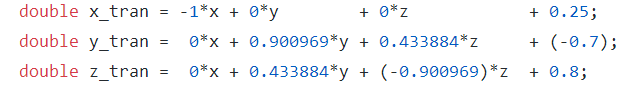 double x_tran = -1*x + 0*y + 0*z + 0.25;
double y_tran = 0*x + 0.900969*y + 0.433884*z + (-0.7);
double z_tran = 0*x + 0.433884*y + (-0.900969)*z + 0.8;